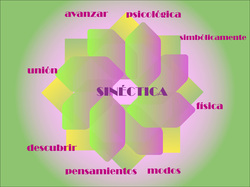 avanzar psicológica
simbólicamente
unión
SINÉCTICA
física
descubrir
pensamientos modos